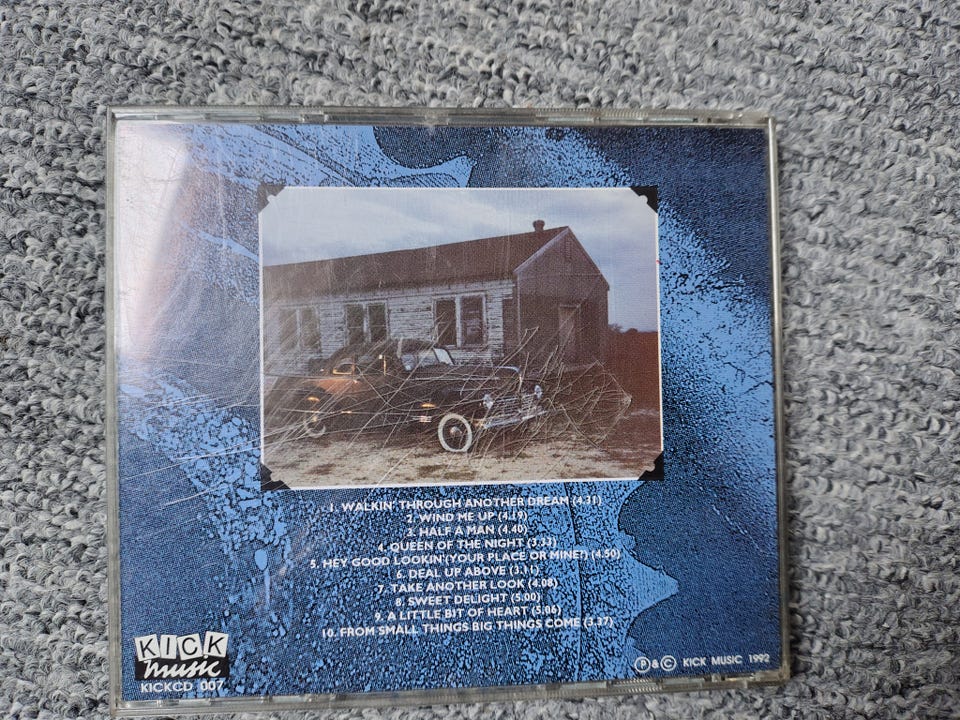 1. WALKIN' THROUGH ANOTHER DREAM (4.31)
2. WIND ME UP (4.19)
3. HALF A MAN (4.40)
4. QUEEN OF THE NIGHT (3.33)
5. HEY GOOD LOOKIN'(YOUR PLACE OR MINE?) (4.50)
6. DEAL UP ABOVE (3.11)
7. TAKE ANOTHER LOOK (4.08)
8. SWEET DELIGHT (5.00)
9. A LITTLE BIT OF HEART (5.06)
10. FROM SMALL THINGS BIG THINGS COME (3.37)
KICK
music
KICKCD 007
Ⓟ & © KICK MUSIC 1992